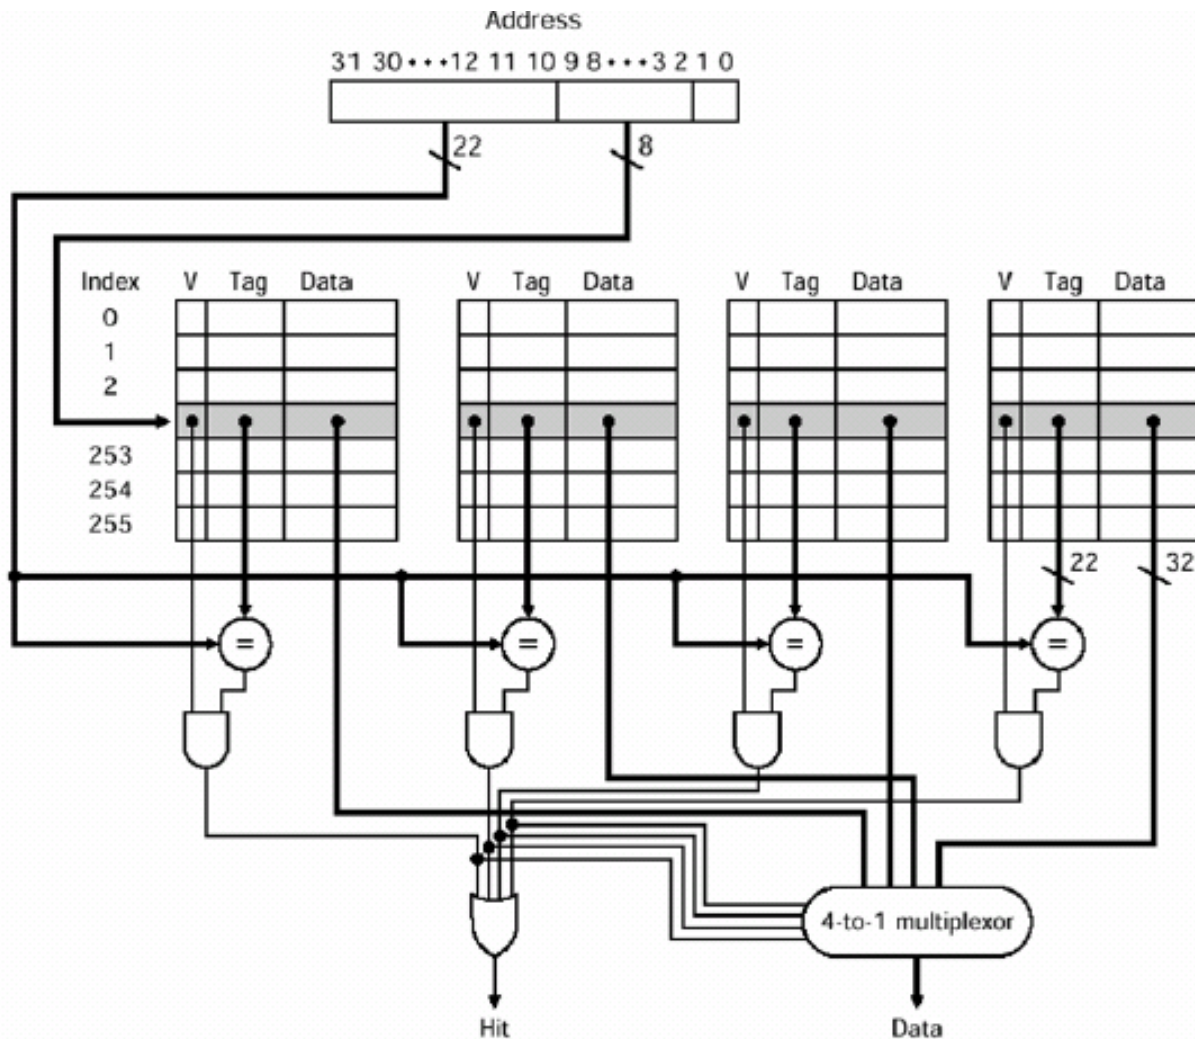 Address
31 30 • • • 12 11 10 9 8 • • • 3 2 1 0
22 8
Index V Tag Data V Tag Data V Tag Data V Tag Data
0
1
2
253
254
255
22 32
= = = =
4-to-1 multiplexor
Hit Data